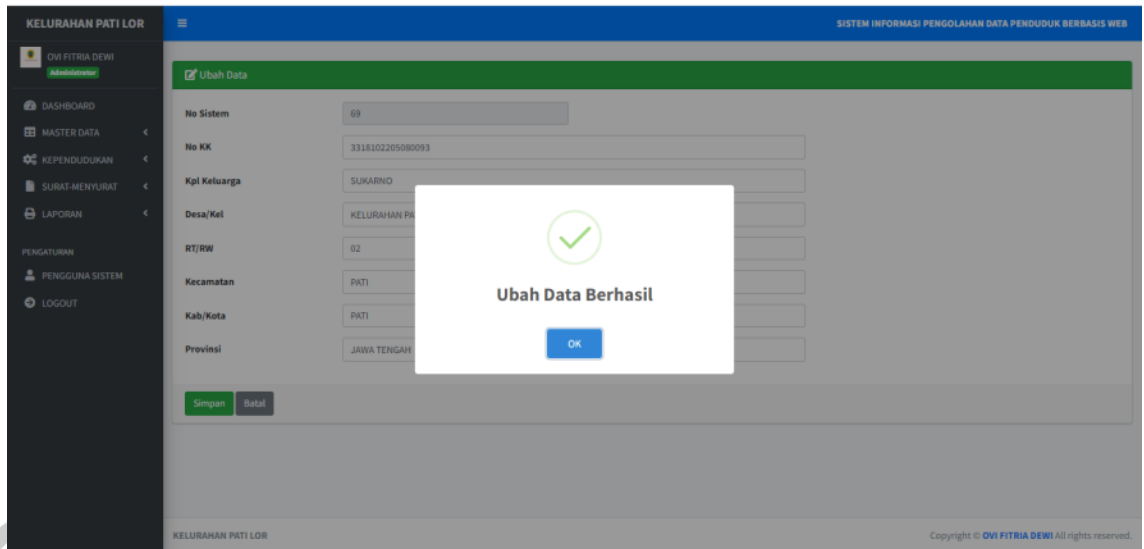 KELURAHAN PATI LOR
SISTEM INFORMASI PENGOLAHAN DATA PENDUDUK BERBASIS WEB
OVI FITRIA DEWI
Administrator
DASHBOARD
MASTER DATA
KEPENDUDUKAN
SURAT-MENYURAT
LAPORAN
PENGATURAN
PENGGUNA SISTEM
LOGOUT
Ubah Data
No Sistem 69
No KK 3318102205080093
Kpl Keluarga SUKARNO
Desa/Kel KELURAHAN PA
RT/RW 02
Kecamatan PATI
Kab/Kota PATI
Provinsi JAWA TENGAH
Ubah Data Berhasil
OK
Simpan Batal
KELURAHAN PATI LOR
Copyright © OVI FITRIA DEWI All rights reserved.